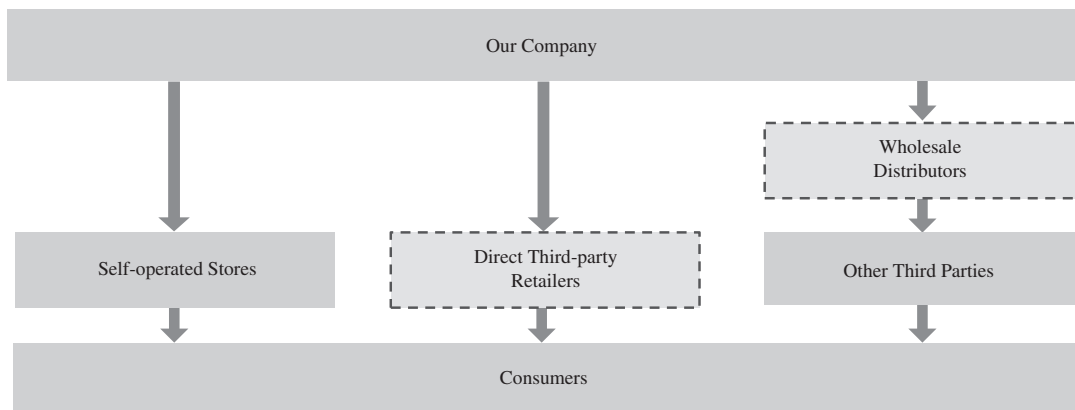 Our Company
Wholesale
Distributors
Self-operated Stores
Direct Third-party
Retailers
Other Third Parties
Consumers